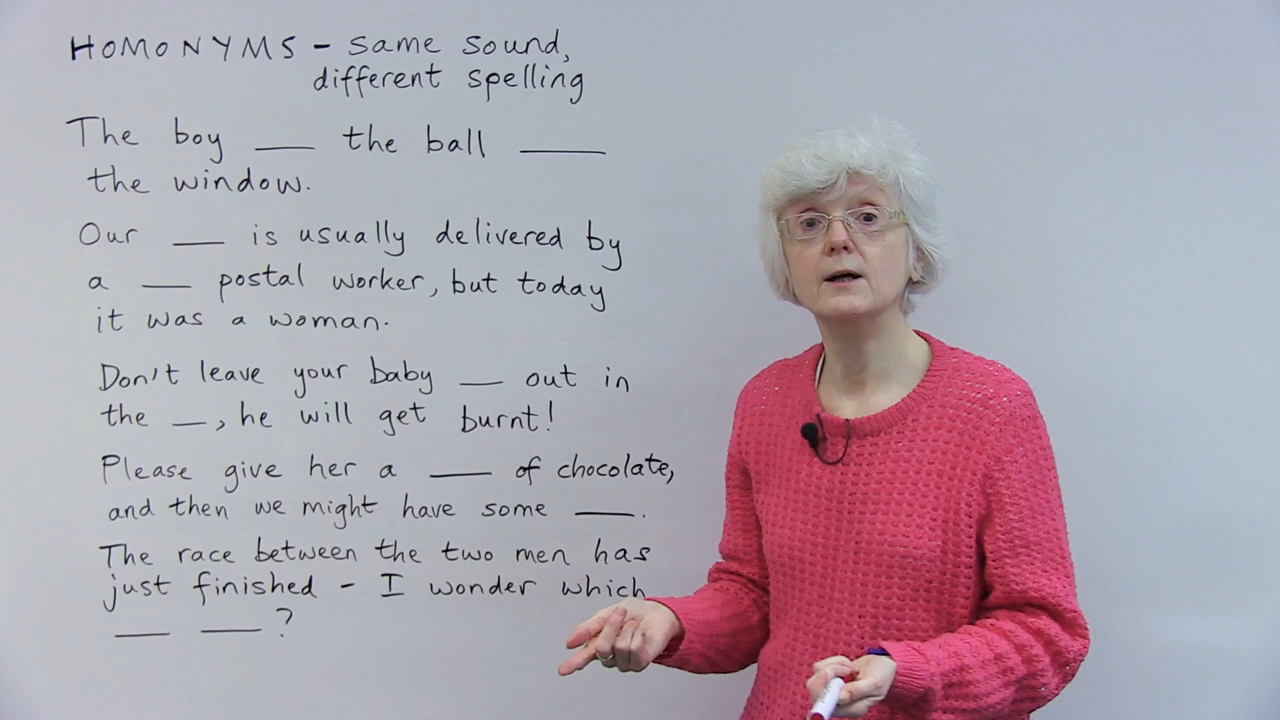 HOMONYMS - same sound,
different spelling
The boy ___ the ball ___
the window.
Our ___ is usually delivered by
a ___ postal worker, but today
it was a woman.
Don't leave your baby ___ out in
the ___, he will get burnt!
Please give her a ___ of chocolate,
and then we might have some ___.
The race between the two men has
just finished - I wonder which
___ ___?